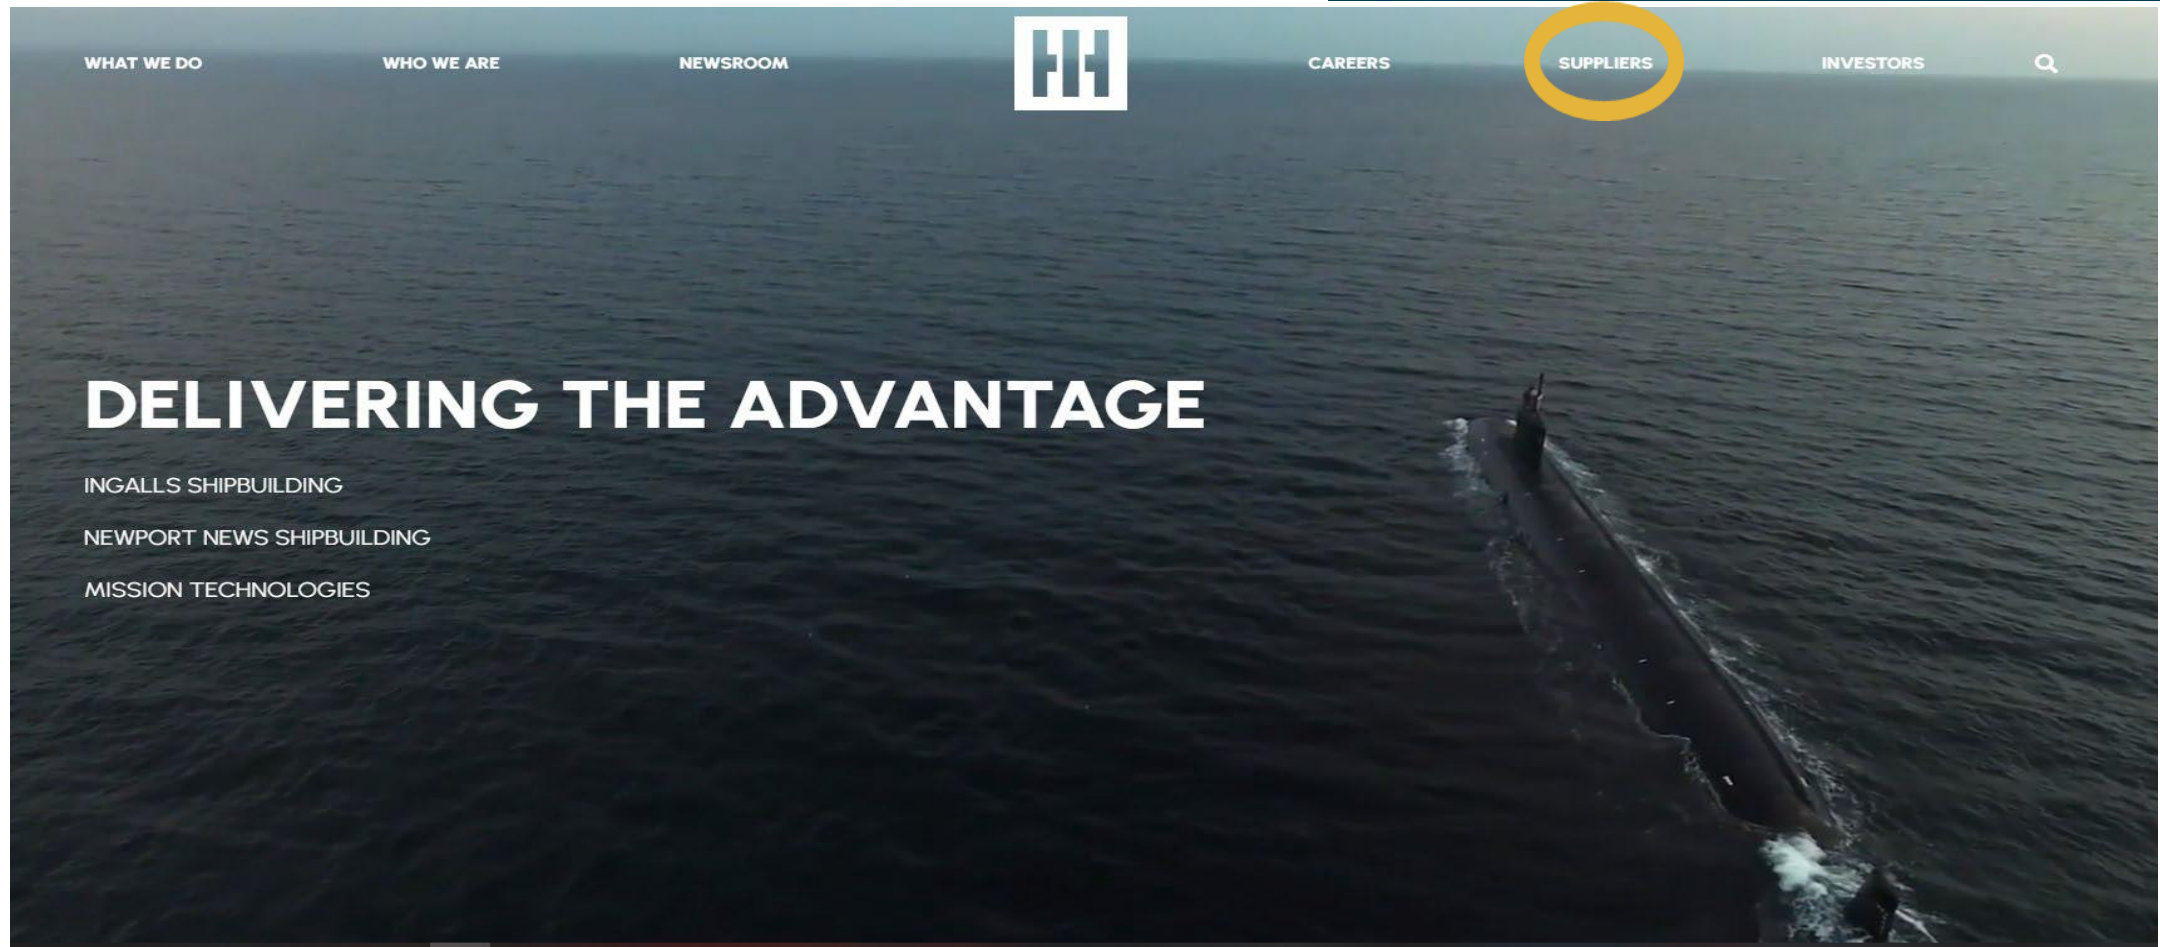 WHAT WE DO WHO WE ARE NEWSROOM CAREERS SUPPLIERS INVESTORS
DELIVERING THE ADVANTAGE
INGALLS SHIPBUILDING
NEWPORT NEWS SHIPBUILDING
MISSION TECHNOLOGIES